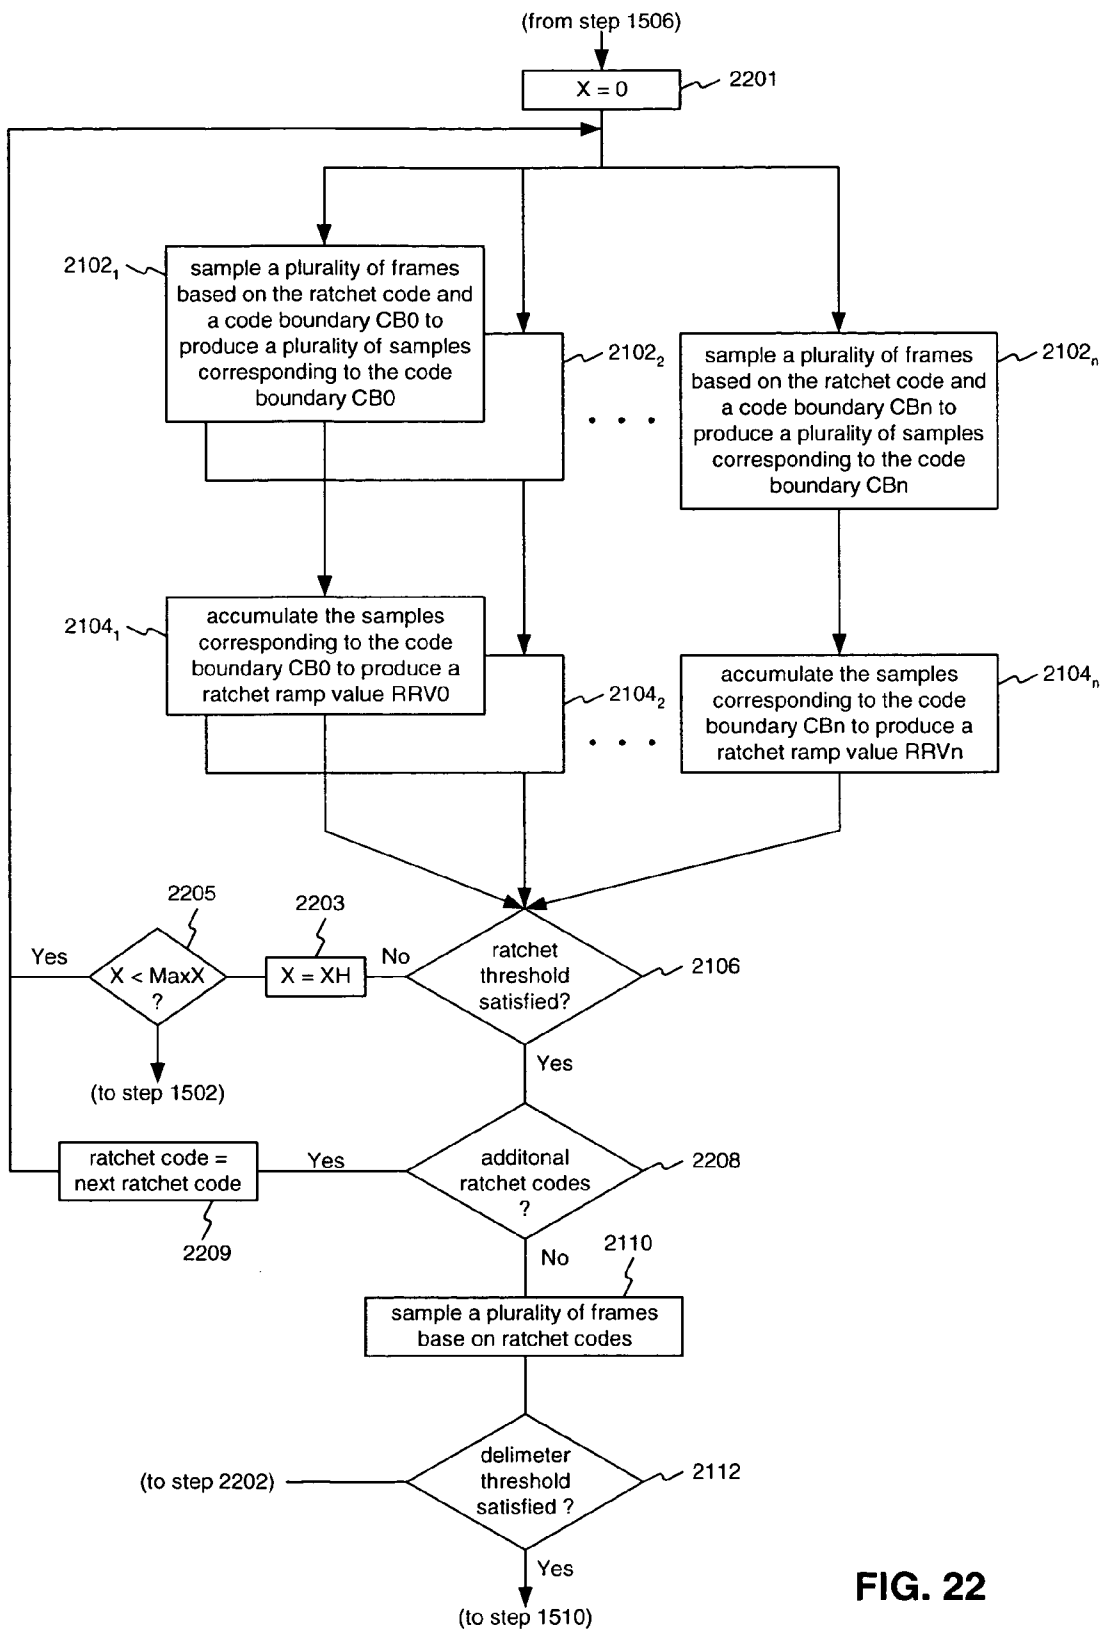 (from step 1506)
X = 0
2201
2102₁
sample a plurality of frames
based on the ratchet code and
a code boundary CB0 to
produce a plurality of samples
corresponding to the code
boundary CB0
2102₂
. . .
sample a plurality of frames
based on the ratchet code and
a code boundary CBn to
produce a plurality of samples
corresponding to the code
boundary CBn
2102ₙ
2104₁
accumulate the samples
corresponding to the code
boundary CB0 to produce a
ratchet ramp value RRV0
2104₂
. . .
accumulate the samples
corresponding to the code
boundary CBn to produce a
ratchet ramp value RRVn
2104ₙ
2205
2203
Yes
X < MaxX
?
X = XH
No
ratchet
threshold
satisfied?
2106
(to step 1502)
Yes
ratchet code =
next ratchet code
Yes
additonal
ratchet codes
?
2208
2209
No
2110
sample a plurality of frames
base on ratchet codes
(to step 2202)
delimeter
threshold
satisfied ?
2112
Yes
(to step 1510)
FIG. 22